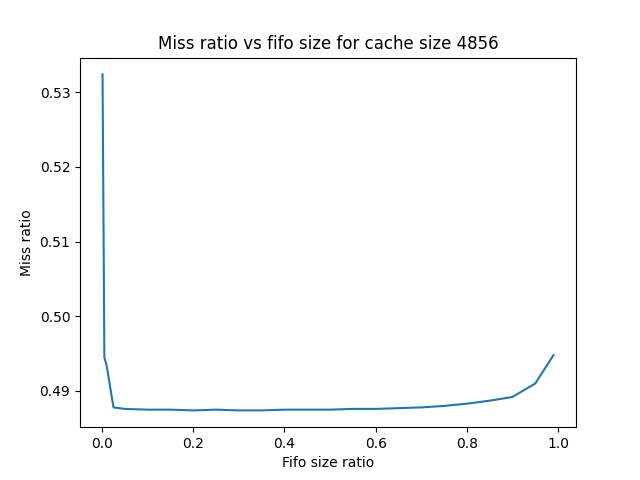 Miss ratio vs fifo size for cache size 4856
0.53
0.52
0.51
0.50
0.49
Miss ratio
0.0 0.2 0.4 0.6 0.8 1.0
Fifo size ratio